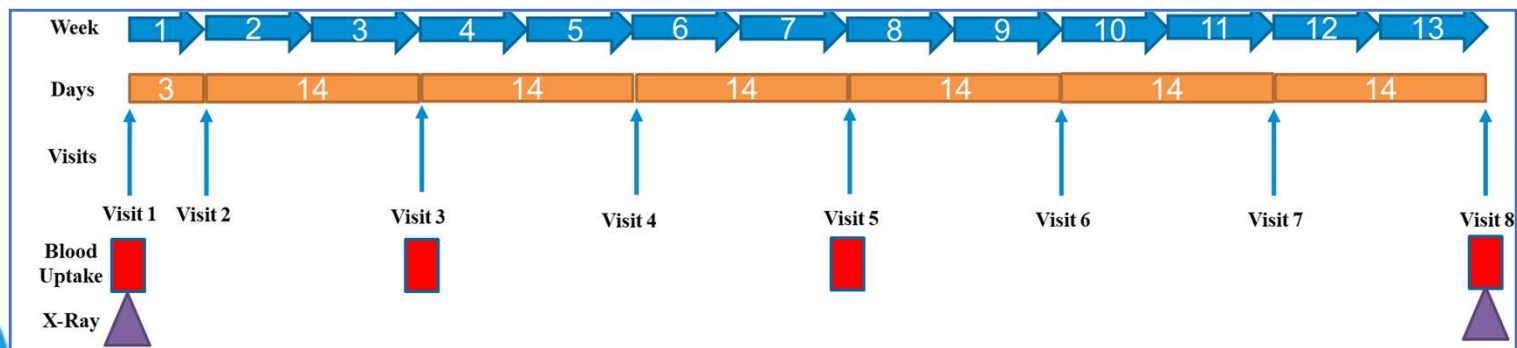 Week 1 2 3 4 5 6 7 8 9 10 11 12 13
Days 3 14 14 14 14 14 14
Visits
Visit 1 Visit 2 Visit 3 Visit 4 Visit 5 Visit 6 Visit 7 Visit 8
Blood
Uptake
X-Ray